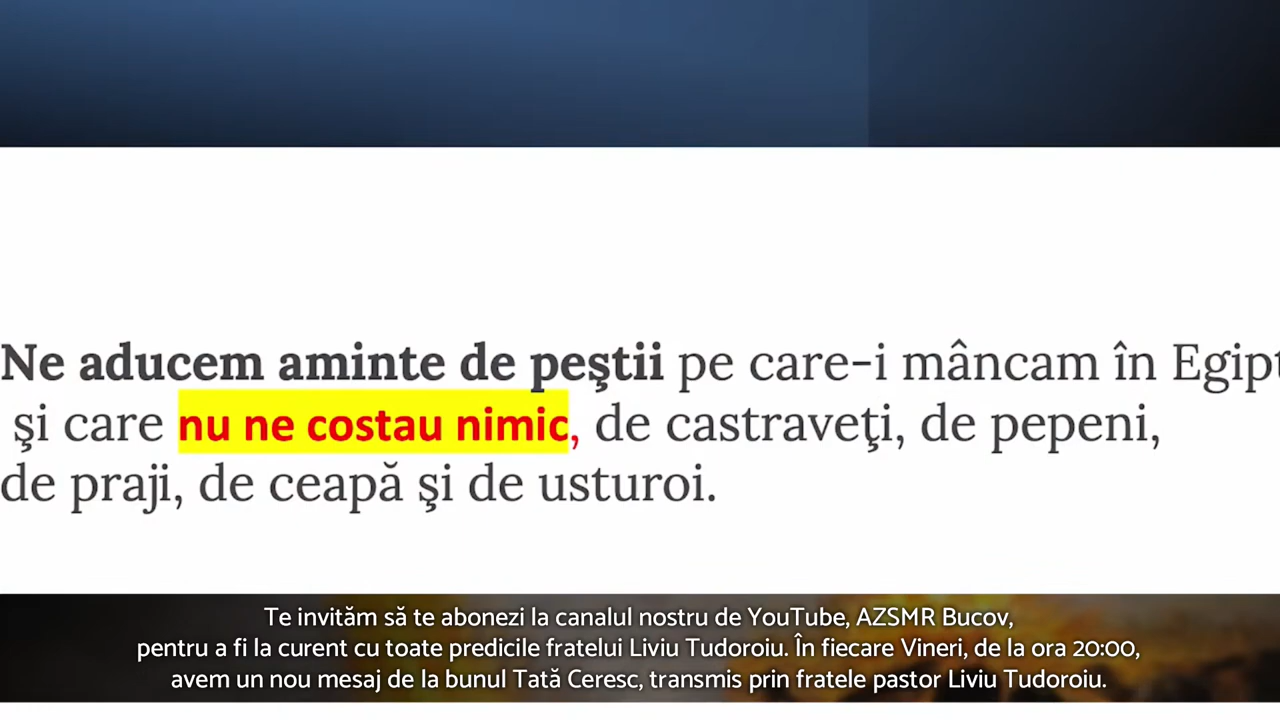 Ne aducem aminte de peştii pe care-i mâncam în Egipt
şi care nu ne costau nimic, de castraveţi, de pepeni,
de praji, de ceapă şi de usturoi.
Te invităm să te abonezi la canalul nostru de YouTube, AZSMR Bucov,
pentru a fi la curent cu toate predicile fratelui Liviu Tudoroiu. În fiecare Vineri, de la ora 20:00,
avem un nou mesaj de la bunul Tată Ceresc, transmis prin fratele pastor Liviu Tudoroiu.